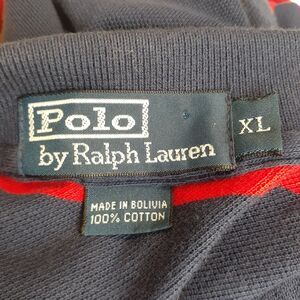 Polo
by Ralph Lauren
XL
MADE IN BOLIVIA
100% COTTON